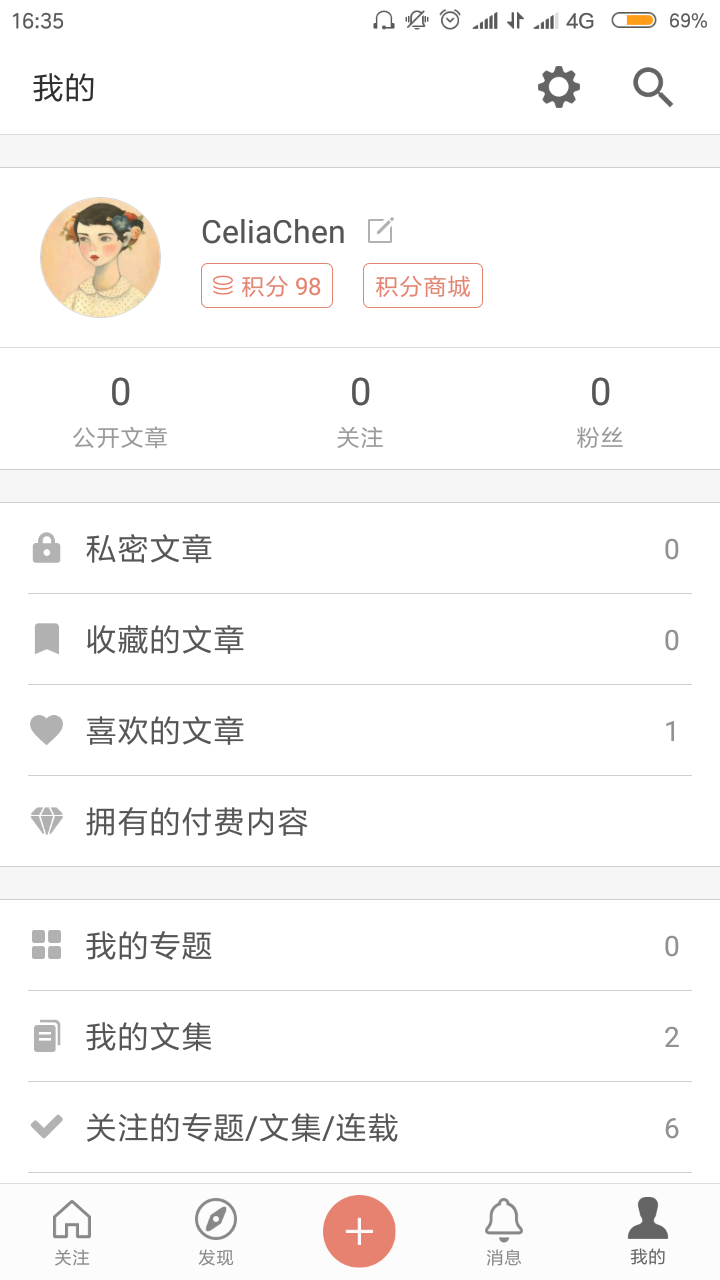 16:35 4G 69%
我的
CeliaChen
积分 98 积分商城
0 0 0
公开文章 关注 粉丝
私密文章 0
收藏的文章 0
喜欢的文章 1
拥有的付费内容
我的专题 0
我的文集 2
关注的专题/文集/连载 6
关注 发现 消息 我的